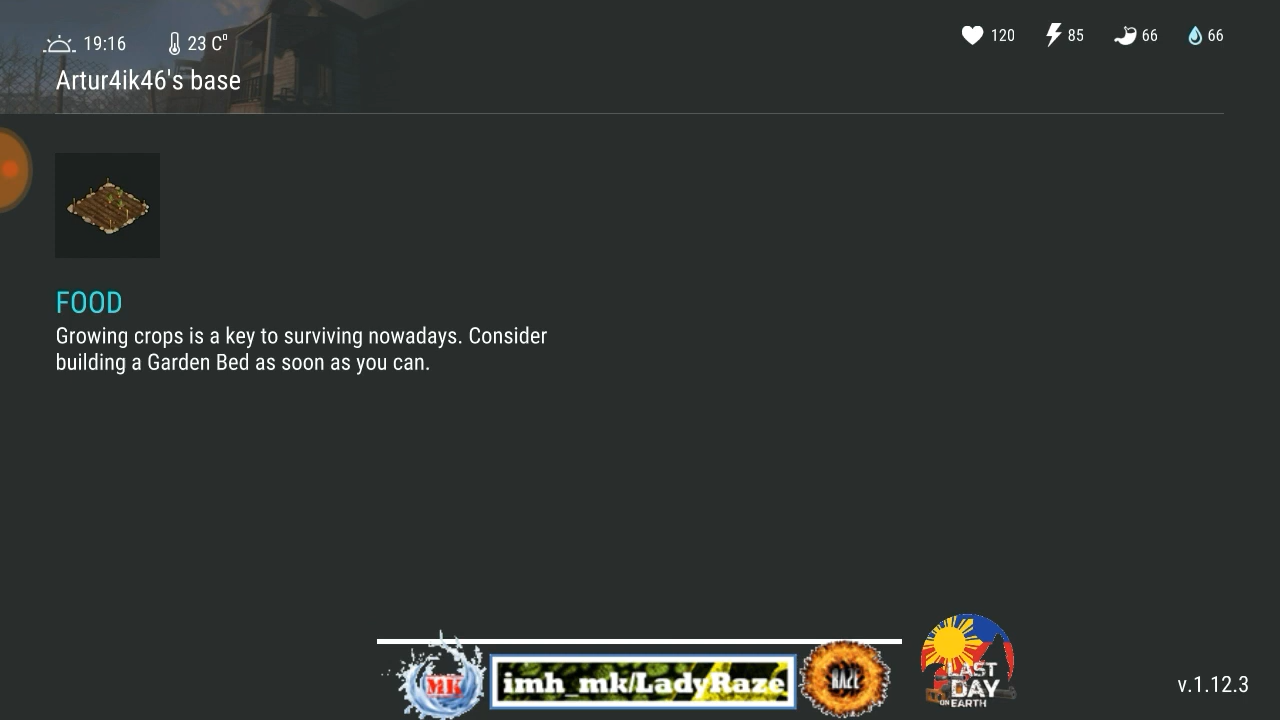 19:16
23 C°
120
85
66
66
Artur4ik46's base
FOOD
Growing crops is a key to surviving nowadays. Consider
building a Garden Bed as soon as you can.
MK
imh_mk/LadyRaze
RAZE
LAST
DAY
ON EARTH
v.1.12.3